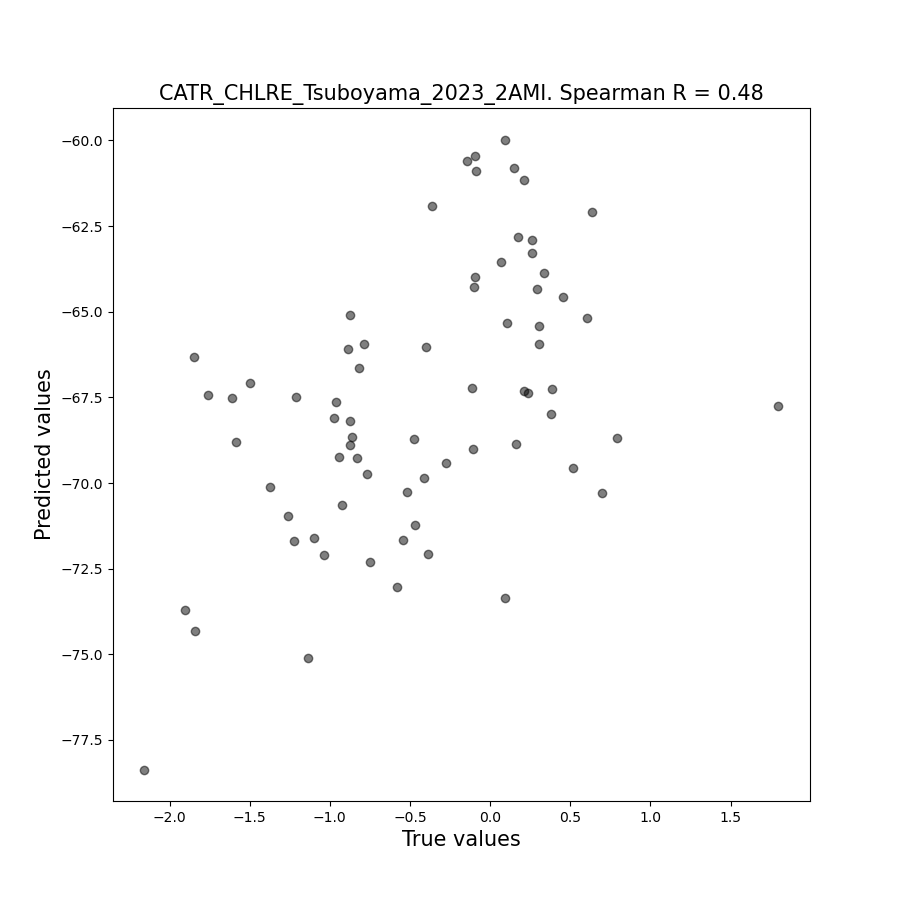 CATR_CHLRE_Tsuboyama_2023_2AMI. Spearman R = 0.48
−60.0
−62.5
−65.0
−67.5
−70.0
−72.5
−75.0
−77.5
Predicted values
−2.0 −1.5 −1.0 −0.5 0.0 0.5 1.0 1.5
True values